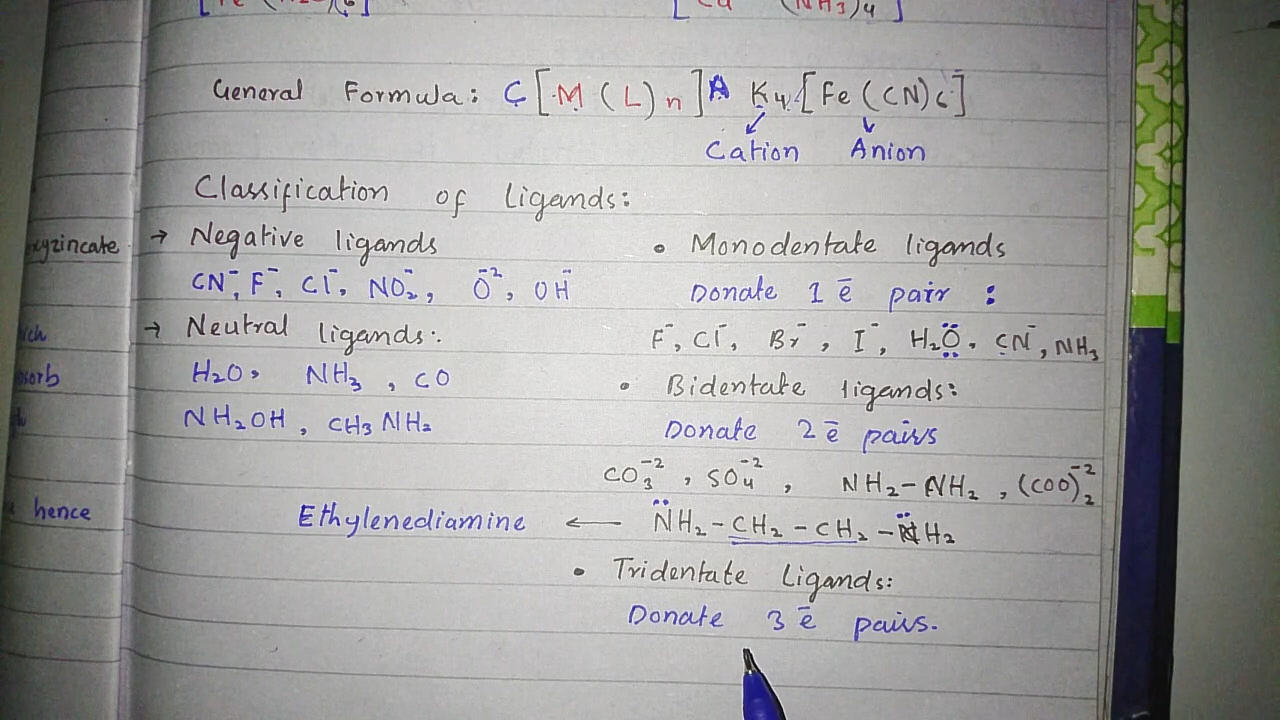 (NH3)4 ]
General Formula: C[M(L)n]A K4[Fe(CN)6]
Cation Anion
Classification of ligands:
→ Negative ligands
CN⁻, F⁻, Cl⁻, NO₂⁻, O⁻², OH⁻
→ Neutral ligands:
H₂O, NH₃, CO
NH₂OH, CH₃NH₂
• Monodentate ligands
Donate 1 ē pair :
F⁻, Cl⁻, Br⁻, I⁻, H₂O, CN⁻, NH₃
• Bidentate ligands:
Donate 2 ē pairs
CO₃⁻², SO₄⁻², NH₂-NH₂, (COO)₂⁻²
Ethylenediamine ← NH₂-CH₂-CH₂-NH₂
• Tridentate Ligands:
Donate 3 ē pairs.
hence